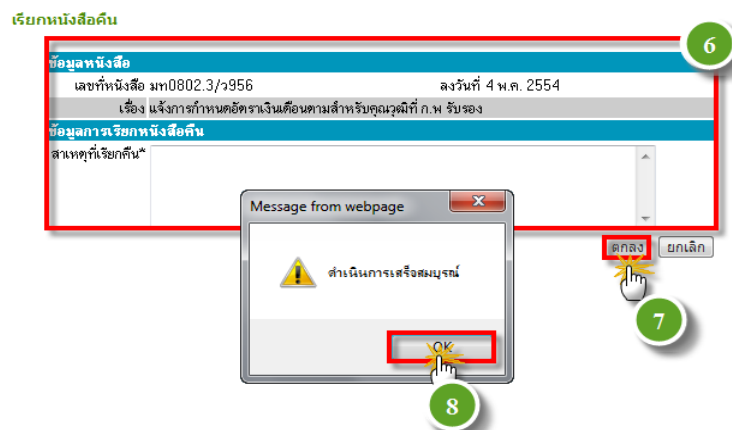 เรียกหนังสือคืน
6
ข้อมูลหนังสือ
เลขที่หนังสือ มท0802.3/ว956 ลงวันที่ 4 พ.ค. 2554
เรื่อง แจ้งการกำหนดอัตราเงินเดือนตามสำหรับคุณวุฒิที่ ก.พ รับรอง
ข้อมูลการเรียกหนังสือคืน
สาเหตุที่เรียกคืน*
Message from webpage
ดำเนินการเสร็จสมบูรณ์
ตกลง ยกเลิก
7
OK
8